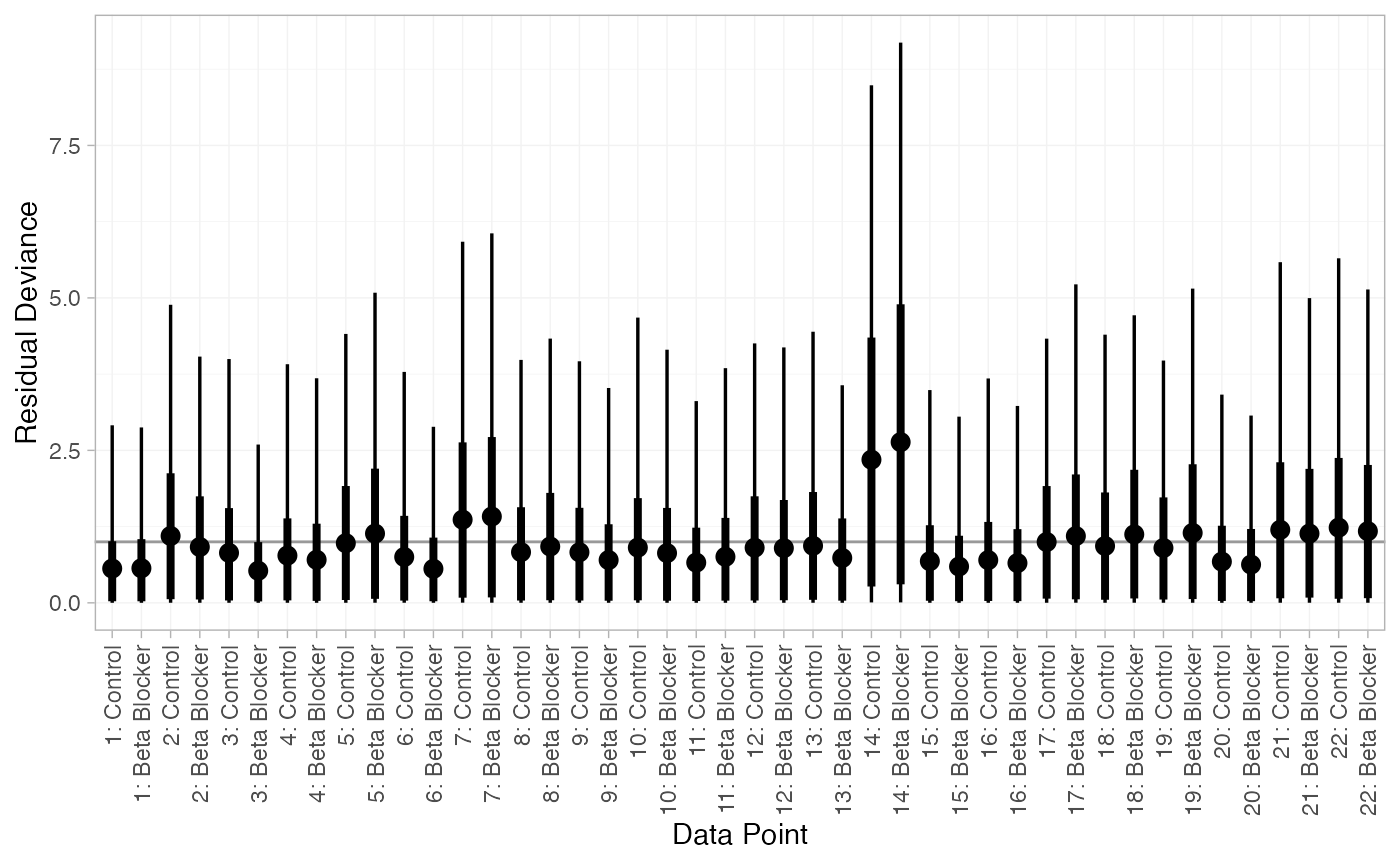 Residual Deviance
7.5
5.0
2.5
0.0
1: Control
1: Beta Blocker
2: Control
2: Beta Blocker
3: Control
3: Beta Blocker
4: Control
4: Beta Blocker
5: Control
5: Beta Blocker
6: Control
6: Beta Blocker
7: Control
7: Beta Blocker
8: Control
8: Beta Blocker
9: Control
9: Beta Blocker
10: Control
10: Beta Blocker
11: Control
11: Beta Blocker
12: Control
12: Beta Blocker
13: Control
13: Beta Blocker
14: Control
14: Beta Blocker
15: Control
15: Beta Blocker
16: Control
16: Beta Blocker
17: Control
17: Beta Blocker
18: Control
18: Beta Blocker
19: Control
19: Beta Blocker
20: Control
20: Beta Blocker
21: Control
21: Beta Blocker
22: Control
22: Beta Blocker
Data Point